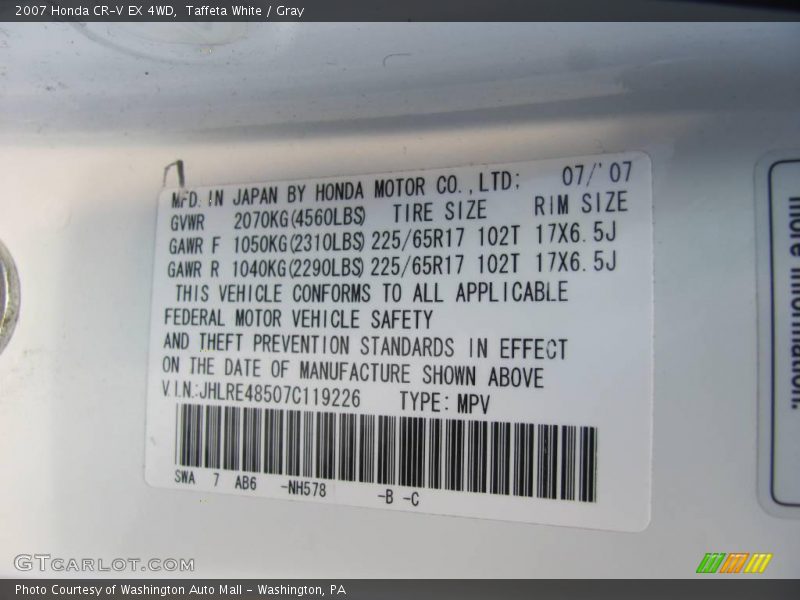 2007 Honda CR-V EX 4WD, Taffeta White / Gray
MFD. IN JAPAN BY HONDA MOTOR CO.,LTD; 07/'07
GVWR 2070KG(4560LBS) TIRE SIZE RIM SIZE
GAWR F 1050KG(2310LBS) 225/65R17 102T 17X6.5J
GAWR R 1040KG(2290LBS) 225/65R17 102T 17X6.5J
THIS VEHICLE CONFORMS TO ALL APPLICABLE
FEDERAL MOTOR VEHICLE SAFETY
AND THEFT PREVENTION STANDARDS IN EFFECT
ON THE DATE OF MANUFACTURE SHOWN ABOVE
V.I.N.:JHLRE48507C119226 TYPE: MPV
SWA 7 AB6 -NH578 -B -C
more information.
GTCARLOT.COM
Photo Courtesy of Washington Auto Mall - Washington, PA